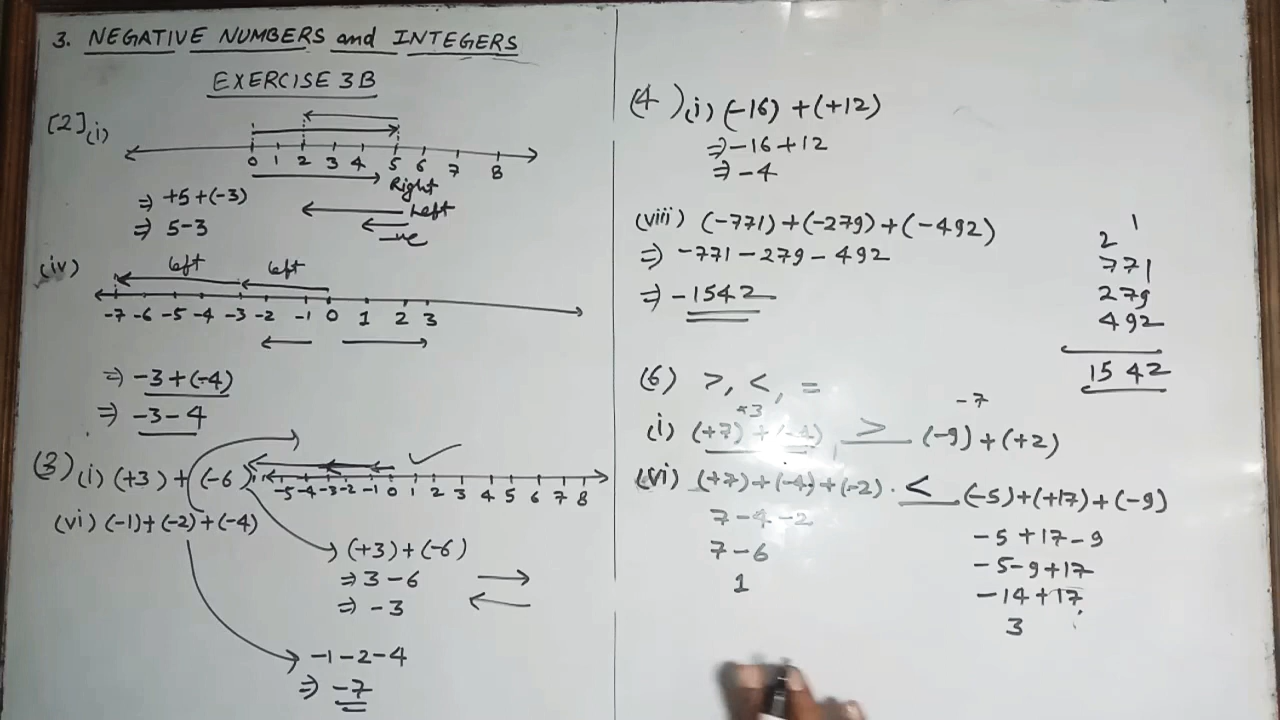 3. NEGATIVE NUMBERS and INTEGERS
EXERCISE 3B
[2] (i)
0 1 2 3 4 5 6 7 8
Right
Left
-ve
⇒ +5+(-3)
⇒ 5-3
(iv)
left left
-7 -6 -5 -4 -3 -2 -1 0 1 2 3
⇒ -3+(-4)
⇒ -3-4
(3) (i) (+3) + (-6)
-5 -4 -3 -2 -1 0 1 2 3 4 5 6 7 8
(vi) (-1)+(-2)+(-4)
(+3)+(-6)
⇒ 3-6
⇒ -3
-1-2-4
⇒ -7
(4) (i) (-16) + (+12)
⇒ -16+12
⇒ -4
(viii) (-771)+(-279)+(-492)
⇒ -771-279-492
⇒ -1542
2 1
771
279
492
1542
(6) >, <, =
+3 -7
(i) (+7) + (-4) > (-9)+(+2)
(vi) (+7)+(-4)+(-2) < (-5)+(+17)+(-9)
7-4-2
7-6
1
-5+17-9
-5-9+17
-14+17
3